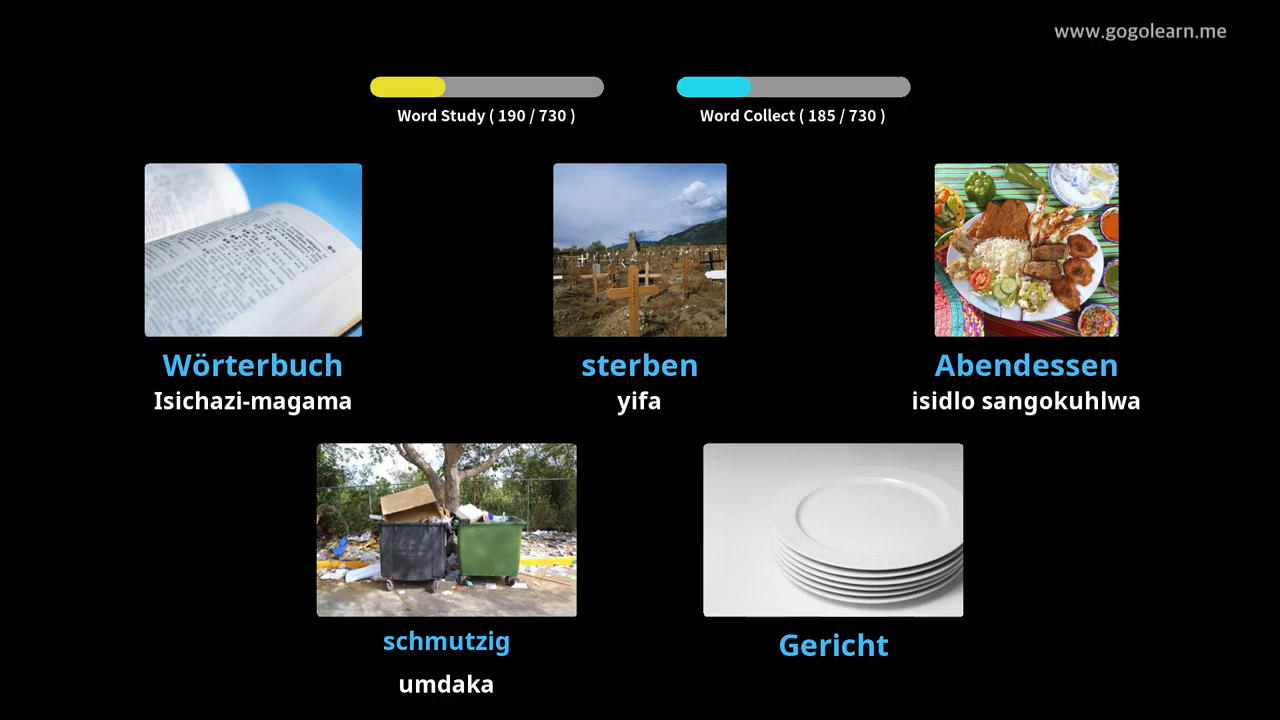 www.gogolearn.me
Word Study ( 190 / 730 )
Word Collect ( 185 / 730 )
Wörterbuch
Isichazi-magama
sterben
yifa
Abendessen
isidlo sangokuhlwa
schmutzig
umdaka
Gericht